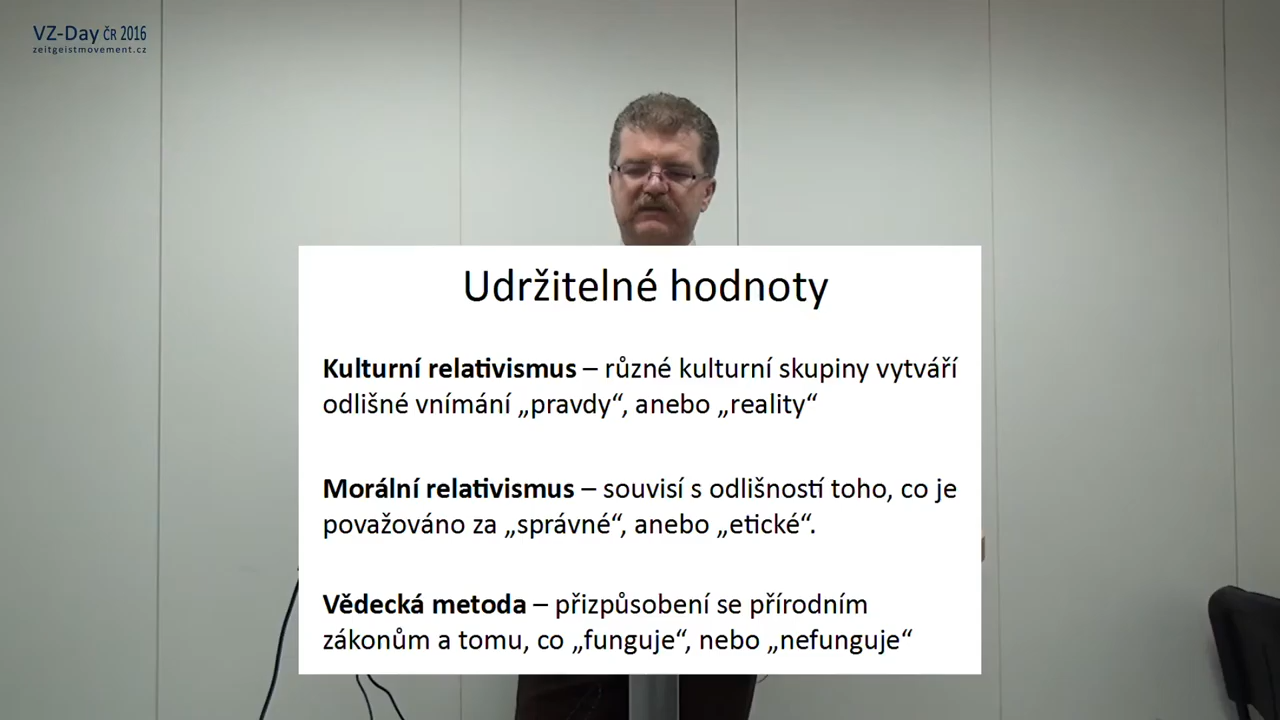 VZ-Day ČR 2016
zeitgeistmovement.cz
Udržitelné hodnoty
Kulturní relativismus – různé kulturní skupiny vytváří
odlišné vnímání „pravdy“, anebo „reality“
Morální relativismus – souvisí s odlišností toho, co je
považováno za „správné“, anebo „etické“.
Vědecká metoda – přizpůsobení se přírodním
zákonům a tomu, co „funguje“, nebo „nefunguje“